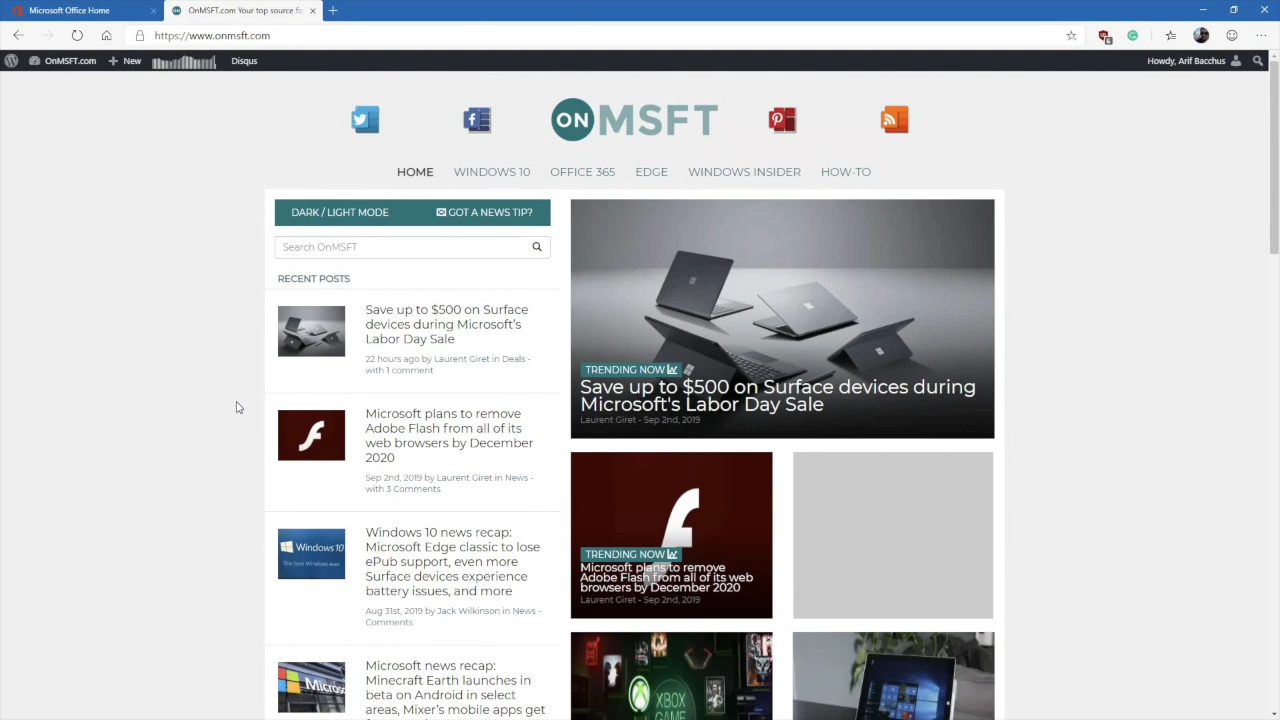 Microsoft Office Home
OnMSFT.com Your top source fo
https://www.onmsft.com
OnMSFT.com
New
Disqus
Howdy, Arif Bacchus
ON MSFT
HOME
WINDOWS 10
OFFICE 365
EDGE
WINDOWS INSIDER
HOW-TO
DARK / LIGHT MODE
GOT A NEWS TIP?
Search OnMSFT
RECENT POSTS
Save up to $500 on Surface
devices during Microsoft's
Labor Day Sale
22 hours ago by Laurent Giret in Deals -
with 1 comment
Microsoft plans to remove
Adobe Flash from all of its
web browsers by December
2020
Sep 2nd, 2019 by Laurent Giret in News -
with 3 Comments
Windows 10
Windows 10 news recap:
Microsoft Edge classic to lose
ePub support, even more
Surface devices experience
battery issues, and more
Aug 31st, 2019 by Jack Wilkinson in News -
Comments
Micros
Microsoft news recap:
Minecraft Earth launches in
beta on Android in select
areas, Mixer's mobile apps get
TRENDING NOW
Save up to $500 on Surface devices during
Microsoft's Labor Day Sale
Laurent Giret - Sep 2nd, 2019
TRENDING NOW
Microsoft plans to remove
Adobe Flash from all of its web
browsers by December 2020
Laurent Giret - Sep 2nd, 2019
XBOX
GAME